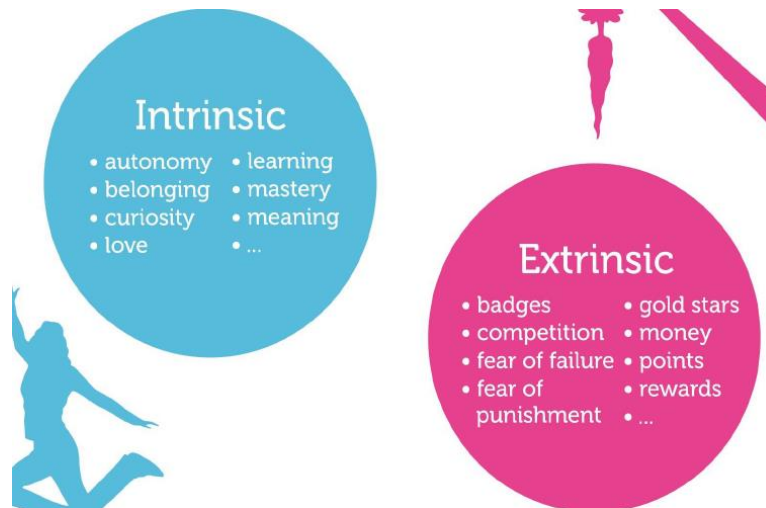 Intrinsic
• autonomy
• belonging
• curiosity
• love
• learning
• mastery
• meaning
• ...
Extrinsic
• badges
• competition
• fear of failure
• fear of
punishment
• gold stars
• money
• points
• rewards
• ...